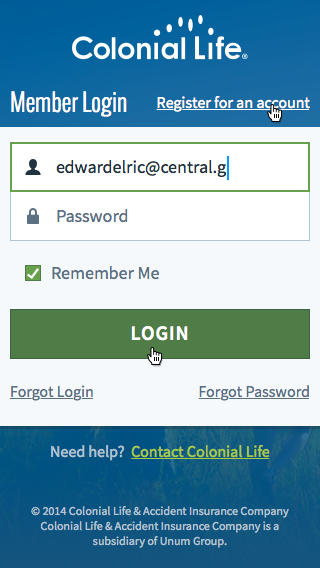 Colonial Life®
Member Login
Register for an account
edwardelric@central.g
Password
Remember Me
LOGIN
Forgot Login
Forgot Password
Need help? Contact Colonial Life
© 2014 Colonial Life & Accident Insurance Company
Colonial Life & Accident Insurance Company is a
subsidiary of Unum Group.